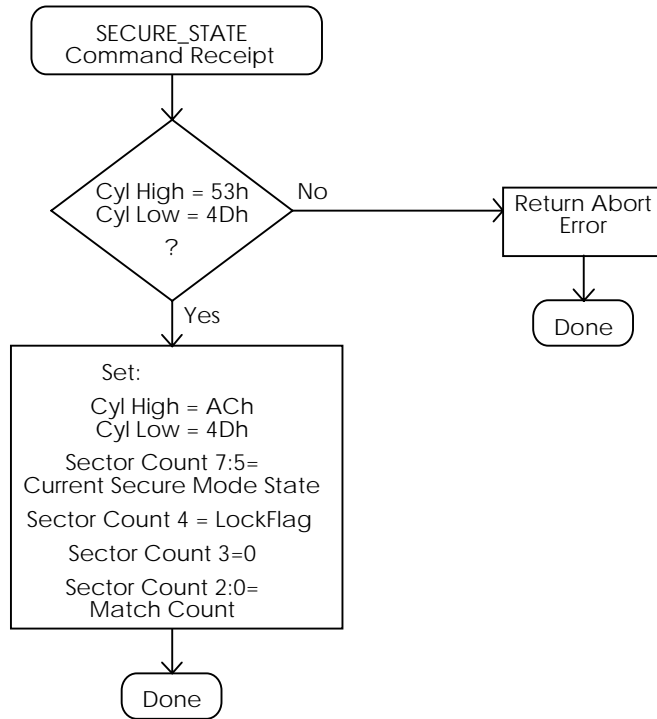 SECURE_STATE
Command Receipt
Cyl High = 53h
Cyl Low = 4Dh
?
No
Return Abort
Error
Done
Yes
Set:
Cyl High = ACh
Cyl Low = 4Dh
Sector Count 7:5=
Current Secure Mode State
Sector Count 4 = LockFlag
Sector Count 3=0
Sector Count 2:0=
Match Count
Done